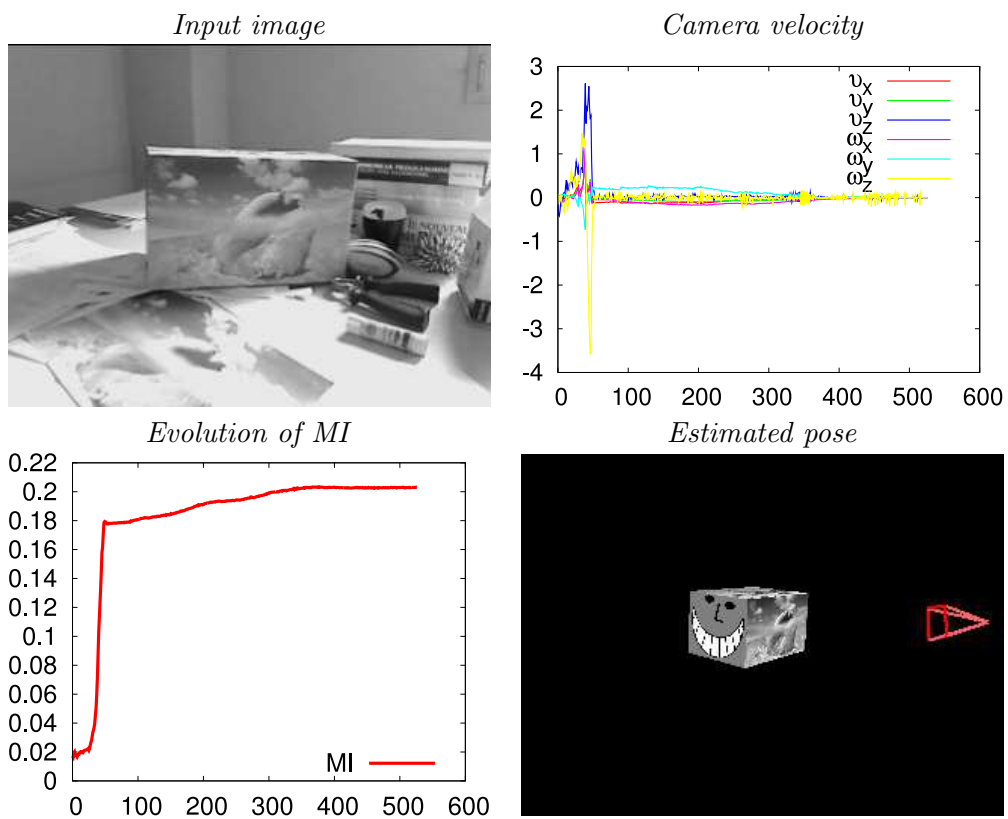 Input image
Camera velocity
3
2
1
0
-1
-2
-3
-4
0 100 200 300 400 500 600
υx
υy
υz
ωx
ωy
ωz
Evolution of MI
0.22
0.2
0.18
0.16
0.14
0.12
0.1
0.08
0.06
0.04
0.02
0
0 100 200 300 400 500 600
MI
Estimated pose